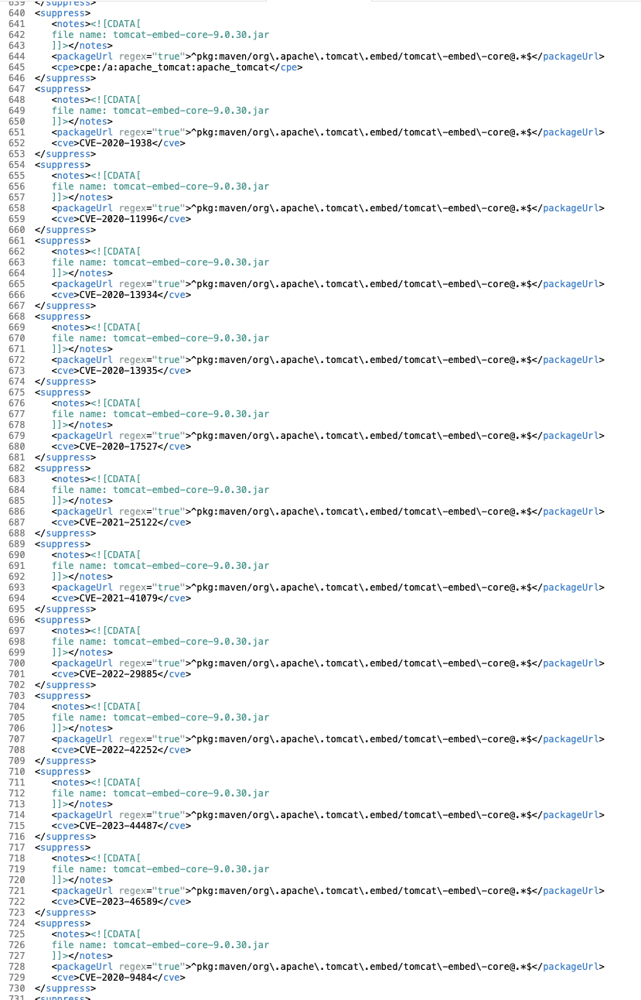 639 </suppress>
640 <suppress>
641 <notes><![CDATA[
642 file name: tomcat-embed-core-9.0.30.jar
643 ]]></notes>
644 <packageUrl regex="true">^pkg:maven/org\.apache\.tomcat\.embed/tomcat\-embed\-core@.*$</packageUrl>
645 <cpe>cpe:/a:apache_tomcat:apache_tomcat</cpe>
646 </suppress>
647 <suppress>
648 <notes><![CDATA[
649 file name: tomcat-embed-core-9.0.30.jar
650 ]]></notes>
651 <packageUrl regex="true">^pkg:maven/org\.apache\.tomcat\.embed/tomcat\-embed\-core@.*$</packageUrl>
652 <cve>CVE-2020-1938</cve>
653 </suppress>
654 <suppress>
655 <notes><![CDATA[
656 file name: tomcat-embed-core-9.0.30.jar
657 ]]></notes>
658 <packageUrl regex="true">^pkg:maven/org\.apache\.tomcat\.embed/tomcat\-embed\-core@.*$</packageUrl>
659 <cve>CVE-2020-11996</cve>
660 </suppress>
661 <suppress>
662 <notes><![CDATA[
663 file name: tomcat-embed-core-9.0.30.jar
664 ]]></notes>
665 <packageUrl regex="true">^pkg:maven/org\.apache\.tomcat\.embed/tomcat\-embed\-core@.*$</packageUrl>
666 <cve>CVE-2020-13934</cve>
667 </suppress>
668 <suppress>
669 <notes><![CDATA[
670 file name: tomcat-embed-core-9.0.30.jar
671 ]]></notes>
672 <packageUrl regex="true">^pkg:maven/org\.apache\.tomcat\.embed/tomcat\-embed\-core@.*$</packageUrl>
673 <cve>CVE-2020-13935</cve>
674 </suppress>
675 <suppress>
676 <notes><![CDATA[
677 file name: tomcat-embed-core-9.0.30.jar
678 ]]></notes>
679 <packageUrl regex="true">^pkg:maven/org\.apache\.tomcat\.embed/tomcat\-embed\-core@.*$</packageUrl>
680 <cve>CVE-2020-17527</cve>
681 </suppress>
682 <suppress>
683 <notes><![CDATA[
684 file name: tomcat-embed-core-9.0.30.jar
685 ]]></notes>
686 <packageUrl regex="true">^pkg:maven/org\.apache\.tomcat\.embed/tomcat\-embed\-core@.*$</packageUrl>
687 <cve>CVE-2021-25122</cve>
688 </suppress>
689 <suppress>
690 <notes><![CDATA[
691 file name: tomcat-embed-core-9.0.30.jar
692 ]]></notes>
693 <packageUrl regex="true">^pkg:maven/org\.apache\.tomcat\.embed/tomcat\-embed\-core@.*$</packageUrl>
694 <cve>CVE-2021-41079</cve>
695 </suppress>
696 <suppress>
697 <notes><![CDATA[
698 file name: tomcat-embed-core-9.0.30.jar
699 ]]></notes>
700 <packageUrl regex="true">^pkg:maven/org\.apache\.tomcat\.embed/tomcat\-embed\-core@.*$</packageUrl>
701 <cve>CVE-2022-29885</cve>
702 </suppress>
703 <suppress>
704 <notes><![CDATA[
705 file name: tomcat-embed-core-9.0.30.jar
706 ]]></notes>
707 <packageUrl regex="true">^pkg:maven/org\.apache\.tomcat\.embed/tomcat\-embed\-core@.*$</packageUrl>
708 <cve>CVE-2022-42252</cve>
709 </suppress>
710 <suppress>
711 <notes><![CDATA[
712 file name: tomcat-embed-core-9.0.30.jar
713 ]]></notes>
714 <packageUrl regex="true">^pkg:maven/org\.apache\.tomcat\.embed/tomcat\-embed\-core@.*$</packageUrl>
715 <cve>CVE-2023-44487</cve>
716 </suppress>
717 <suppress>
718 <notes><![CDATA[
719 file name: tomcat-embed-core-9.0.30.jar
720 ]]></notes>
721 <packageUrl regex="true">^pkg:maven/org\.apache\.tomcat\.embed/tomcat\-embed\-core@.*$</packageUrl>
722 <cve>CVE-2023-46589</cve>
723 </suppress>
724 <suppress>
725 <notes><![CDATA[
726 file name: tomcat-embed-core-9.0.30.jar
727 ]]></notes>
728 <packageUrl regex="true">^pkg:maven/org\.apache\.tomcat\.embed/tomcat\-embed\-core@.*$</packageUrl>
729 <cve>CVE-2020-9484</cve>
730 </suppress>
731 <suppress>